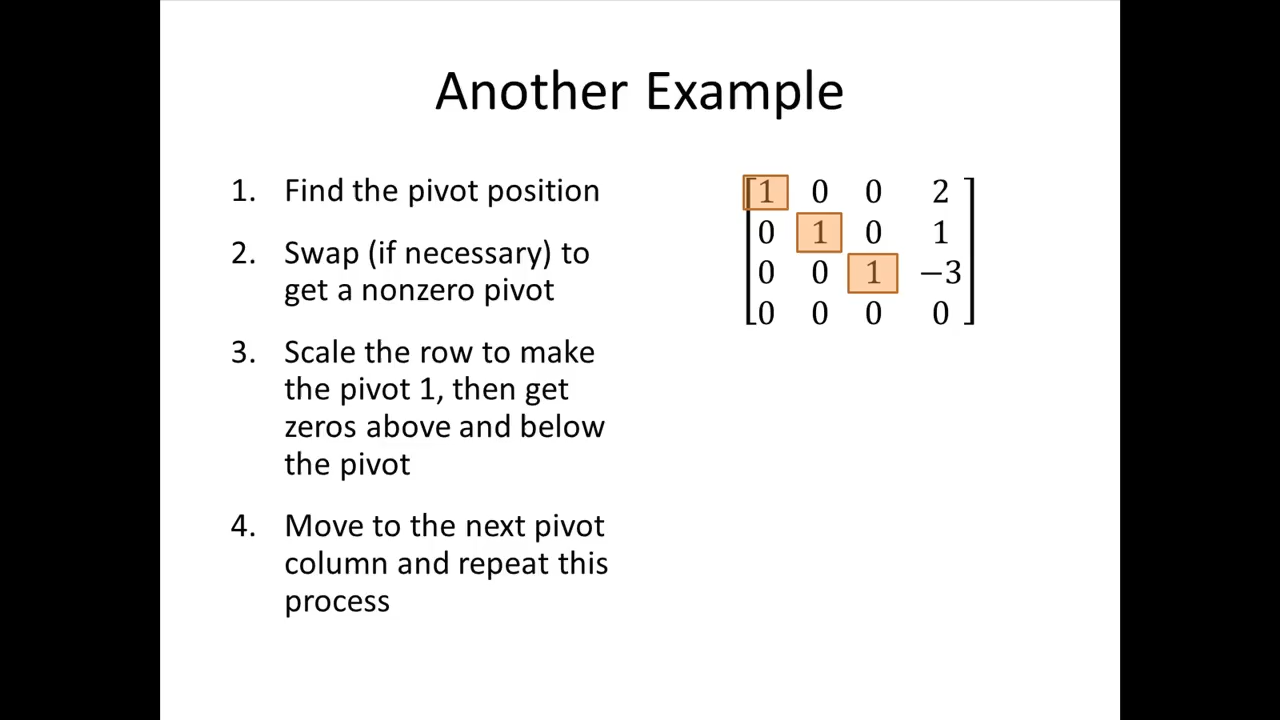 Another Example
1. Find the pivot position
2. Swap (if necessary) to
get a nonzero pivot
3. Scale the row to make
the pivot 1, then get
zeros above and below
the pivot
4. Move to the next pivot
column and repeat this
process
1 0 0 2
0 1 0 1
0 0 1 −3
0 0 0 0